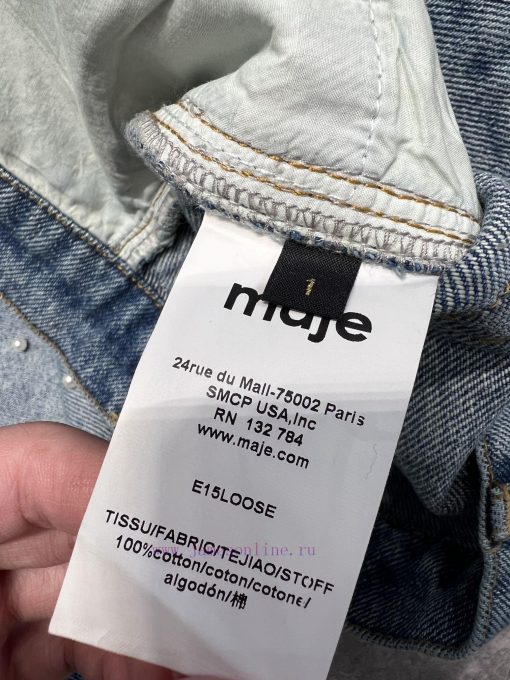 1
maje
24rue du Mall-75002 Paris
SMCP USA,Inc
RN 132 784
www.maje.com
E15LOOSE
TISSU/FABRIC/TEJIAO/STOFF
100%cotton/coton/cotone/
algodón/棉